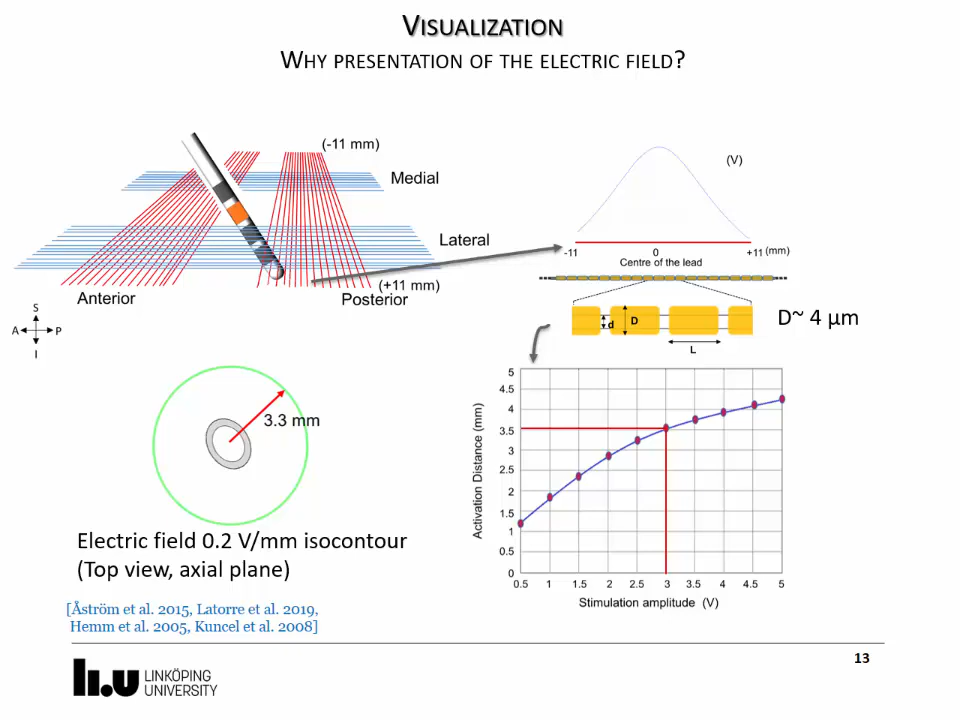 VISUALIZATION
WHY PRESENTATION OF THE ELECTRIC FIELD?
(-11 mm)
Medial
Lateral
(+11 mm)
Anterior
Posterior
S
A
P
I
(V)
-11
0
+11
(mm)
Centre of the lead
d
D
L
D~ 4 µm
3.3 mm
Electric field 0.2 V/mm isocontour
(Top view, axial plane)
[Åström et al. 2015, Latorre et al. 2019,
Hemm et al. 2005, Kuncel et al. 2008]
Activation Distance (mm)
5
4.5
4
3.5
3
2.5
2
1.5
1
0.5
0
0.5 1 1.5 2 2.5 3 3.5 4 4.5 5
Stimulation amplitude (V)
13
li.u LINKÖPING
UNIVERSITY